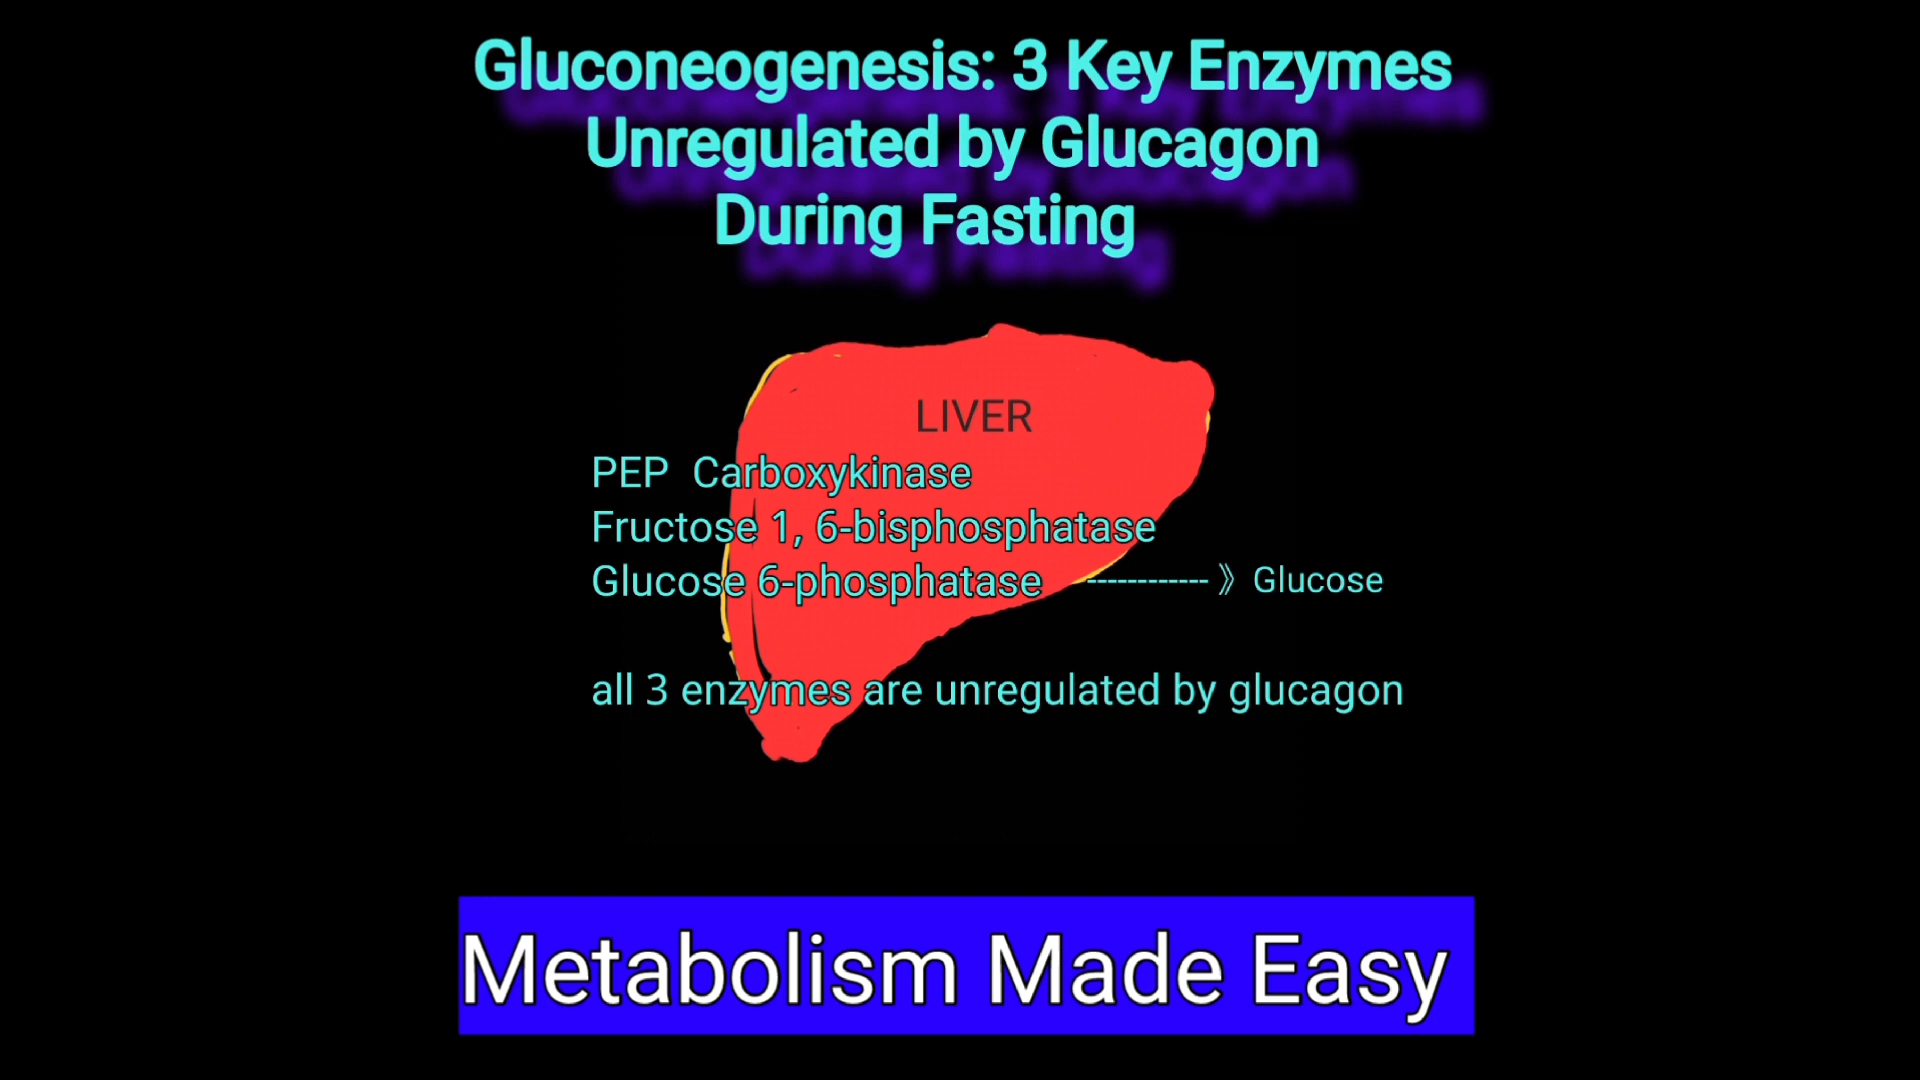 Gluconeogenesis: 3 Key Enzymes
Unregulated by Glucagon
During Fasting
LIVER
PEP Carboxykinase
Fructose 1, 6-bisphosphatase
Glucose 6-phosphatase ------------》 Glucose
all 3 enzymes are unregulated by glucagon
Metabolism Made Easy